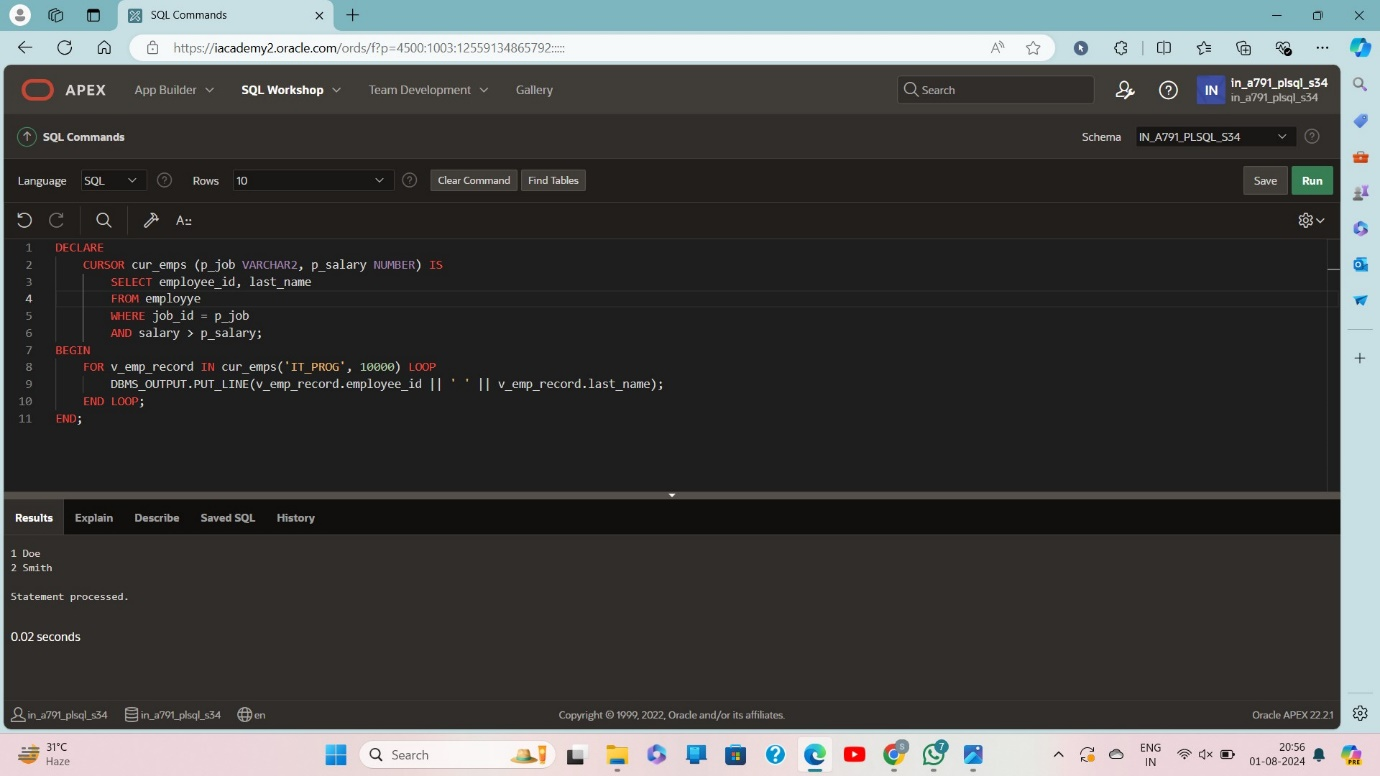 SQL Commands
https://iacademy2.oracle.com/ords/f?p=4500:1003:12559134865792:::::
APEX App Builder SQL Workshop Team Development Gallery Search IN in_a791_plsql_s34
in_a791_plsql_s34
SQL Commands Schema IN_A791_PLSQL_S34
Language SQL Rows 10 Clear Command Find Tables Save Run
1 DECLARE
2 CURSOR cur_emps (p_job VARCHAR2, p_salary NUMBER) IS
3 SELECT employee_id, last_name
4 FROM employye
5 WHERE job_id = p_job
6 AND salary > p_salary;
7 BEGIN
8 FOR v_emp_record IN cur_emps('IT_PROG', 10000) LOOP
9 DBMS_OUTPUT.PUT_LINE(v_emp_record.employee_id || ' ' || v_emp_record.last_name);
10 END LOOP;
11 END;
Results Explain Describe Saved SQL History
1 Doe
2 Smith
Statement processed.
0.02 seconds
in_a791_plsql_s34 in_a791_plsql_s34 en Copyright © 1999, 2022, Oracle and/or its affiliates. Oracle APEX 22.2.1
31°C
Haze
Search
S
7
ENG
IN
20:56
01-08-2024
PRE